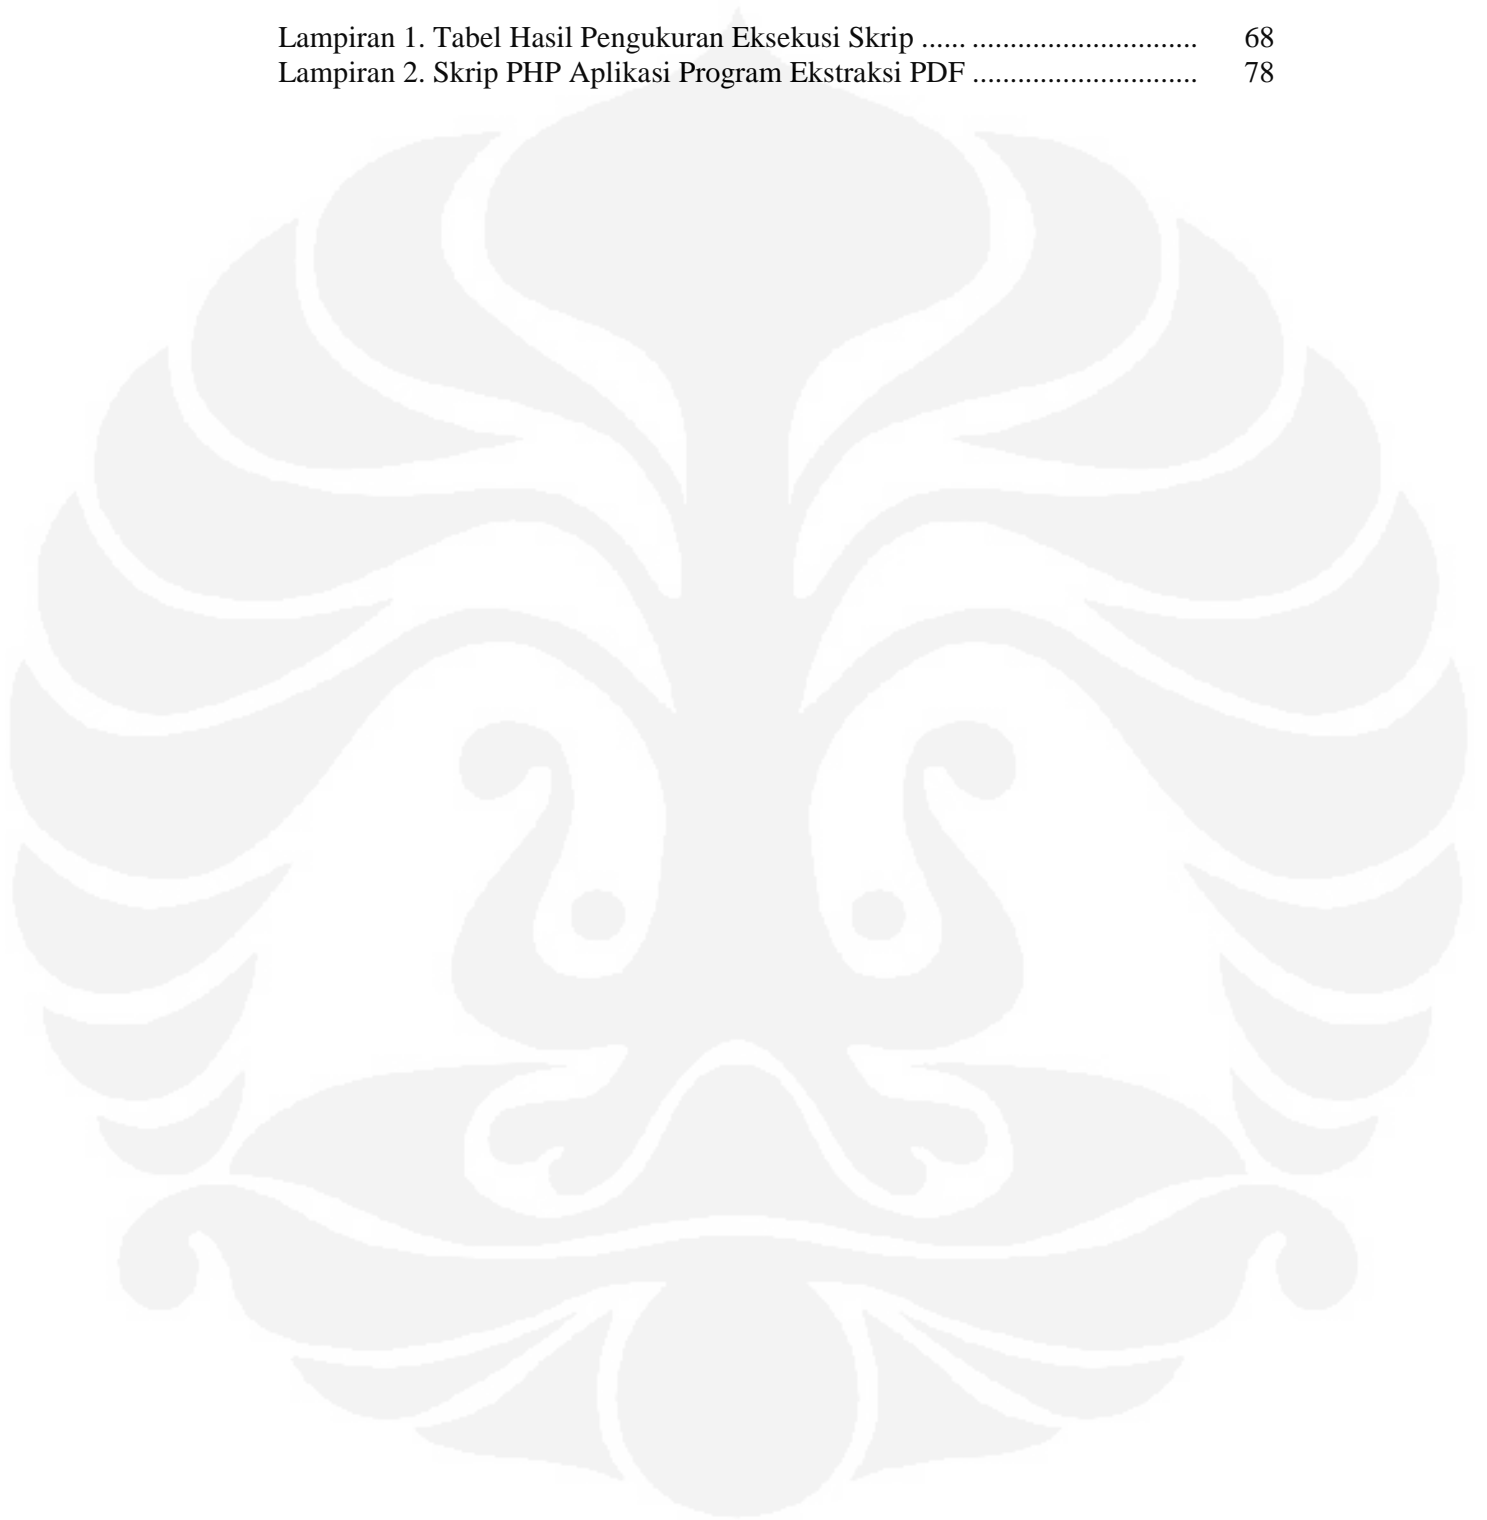 Lampiran 1. Tabel Hasil Pengukuran Eksekusi Skrip ...... .............................. 68
Lampiran 2. Skrip PHP Aplikasi Program Ekstraksi PDF .............................. 78